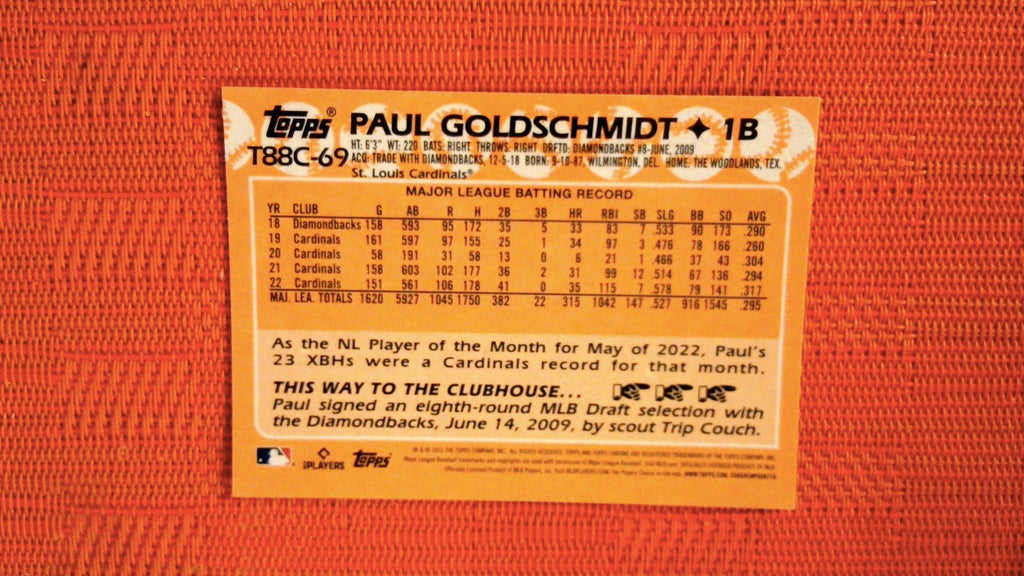 Topps® PAUL GOLDSCHMIDT ✦ 1B
T88C-69
HT: 6'3" WT: 220 BATS: RIGHT THROWS: RIGHT DRFTD: DIAMONDBACKS #8-JUNE, 2009
ACQ: TRADE WITH DIAMONDBACKS, 12-5-18 BORN: 9-10-87, WILMINGTON, DEL. HOME: THE WOODLANDS, TEX.
St. Louis Cardinals®
MAJOR LEAGUE BATTING RECORD
YR CLUB G AB R H 2B 3B HR RBI SB SLG BB SO AVG
18 Diamondbacks 158 593 95 172 35 5 33 83 7 .533 90 173 .290
19 Cardinals 161 597 97 155 25 1 34 97 3 .476 78 166 .260
20 Cardinals 58 191 31 58 13 0 6 21 1 .466 37 43 .304
21 Cardinals 158 603 102 177 36 2 31 99 12 .514 67 136 .294
22 Cardinals 151 561 106 178 41 0 35 115 7 .578 79 141 .317
MAJ. LEA. TOTALS 1620 5927 1045 1750 382 22 315 1042 147 .527 916 1545 .295
As the NL Player of the Month for May of 2022, Paul's
23 XBHs were a Cardinals record for that month.
THIS WAY TO THE CLUBHOUSE...
Paul signed an eighth-round MLB Draft selection with
the Diamondbacks, June 14, 2009, by scout Trip Couch.
PLAYERS Topps